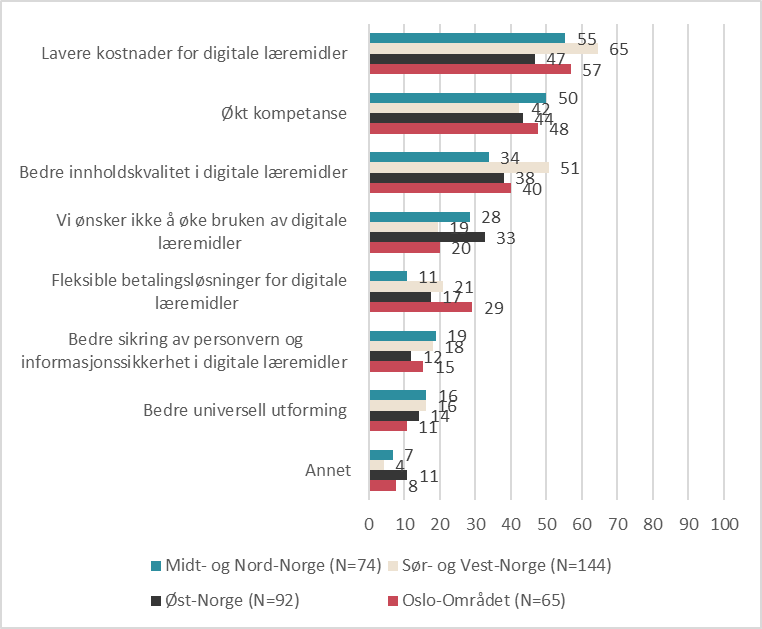 Lavere kostnader for digitale læremidler
55
65
47
57
Økt kompetanse
50
42
44
48
Bedre innholdskvalitet i digitale læremidler
34
51
38
40
Vi ønsker ikke å øke bruken av digitale
læremidler
28
19
33
20
Fleksible betalingsløsninger for digitale
læremidler
11
21
17
29
Bedre sikring av personvern og
informasjonssikkerhet i digitale læremidler
19
18
12
15
Bedre universell utforming
16
16
14
11
Annet
7
4
11
8
0 10 20 30 40 50 60 70 80 90 100
Midt- og Nord-Norge (N=74) Sør- og Vest-Norge (N=144)
Øst-Norge (N=92) Oslo-Området (N=65)